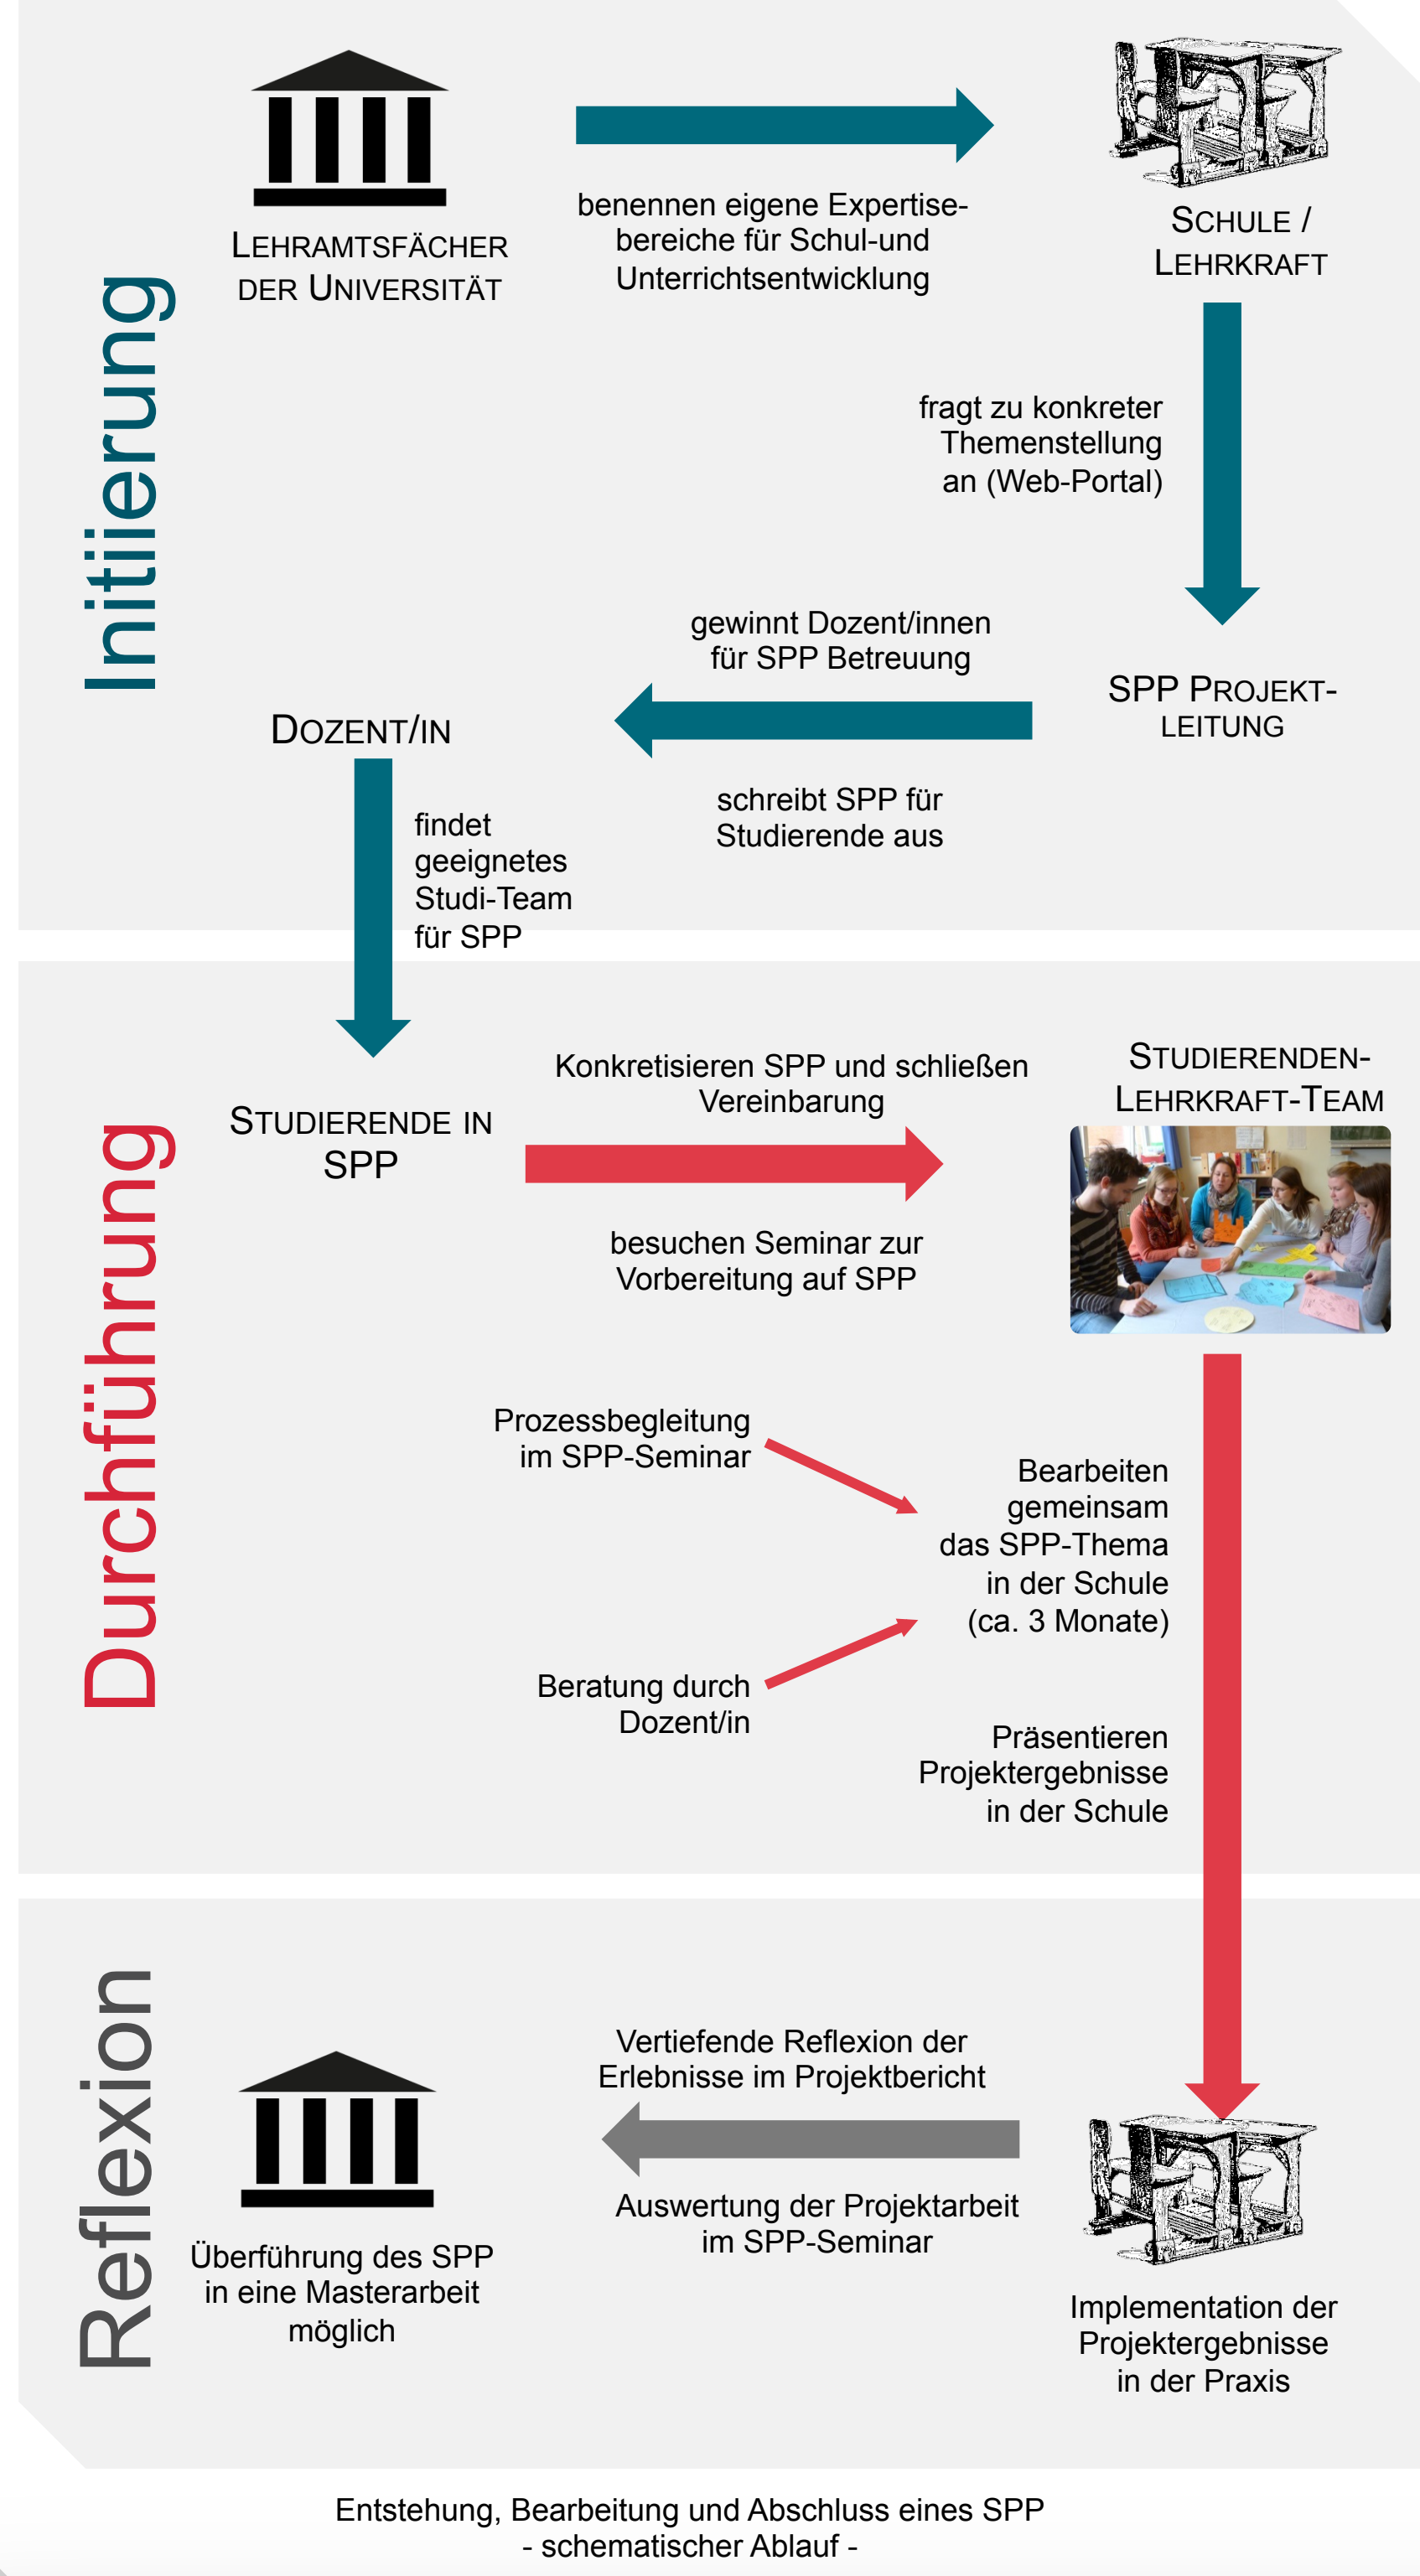 Initiierung
LEHRAMTSFÄCHER
DER UNIVERSITÄT
benennen eigene Expertise-
bereiche für Schul-und
Unterrichtsentwicklung
SCHULE /
LEHRKRAFT
fragt zu konkreter
Themenstellung
an (Web-Portal)
SPP PROJEKT-
LEITUNG
gewinnt Dozent/innen
für SPP Betreuung
schreibt SPP für
Studierende aus
DOZENT/IN
findet
geeignetes
Studi-Team
für SPP
Durchführung
STUDIERENDE IN
SPP
Konkretisieren SPP und schließen
Vereinbarung
besuchen Seminar zur
Vorbereitung auf SPP
STUDIERENDEN-
LEHRKRAFT-TEAM
Prozessbegleitung
im SPP-Seminar
Beratung durch
Dozent/in
Bearbeiten
gemeinsam
das SPP-Thema
in der Schule
(ca. 3 Monate)
Präsentieren
Projektergebnisse
in der Schule
Reflexion
Vertiefende Reflexion der
Erlebnisse im Projektbericht
Auswertung der Projektarbeit
im SPP-Seminar
Implementation der
Projektergebnisse
in der Praxis
Überführung des SPP
in eine Masterarbeit
möglich
Entstehung, Bearbeitung und Abschluss eines SPP
- schematischer Ablauf -